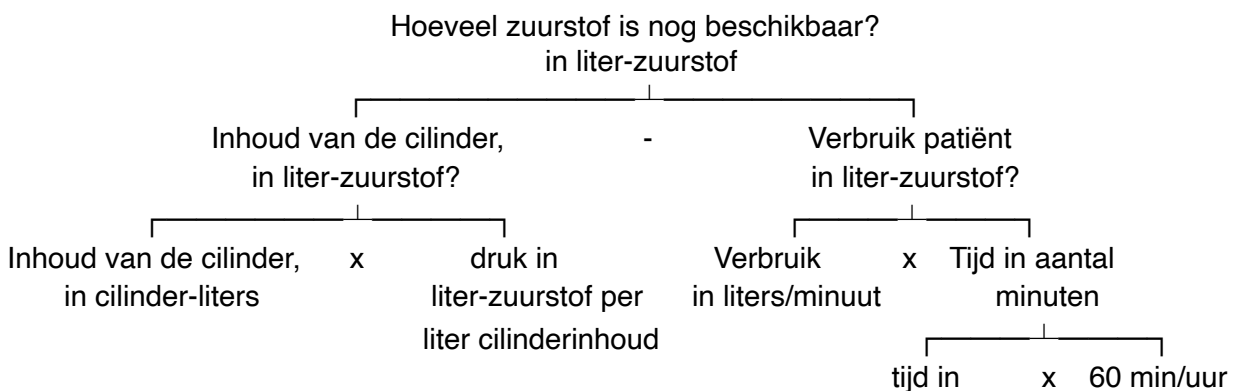 Hoeveel zuurstof is nog beschikbaar?
in liter-zuurstof
Inhoud van de cilinder, - Verbruik patiënt
in liter-zuurstof? in liter-zuurstof?
Inhoud van de cilinder, x druk in Verbruik x Tijd in aantal
in cilinder-liters liter-zuurstof per in liters/minuut minuten
liter cilinderinhoud
tijd in x 60 min/uur